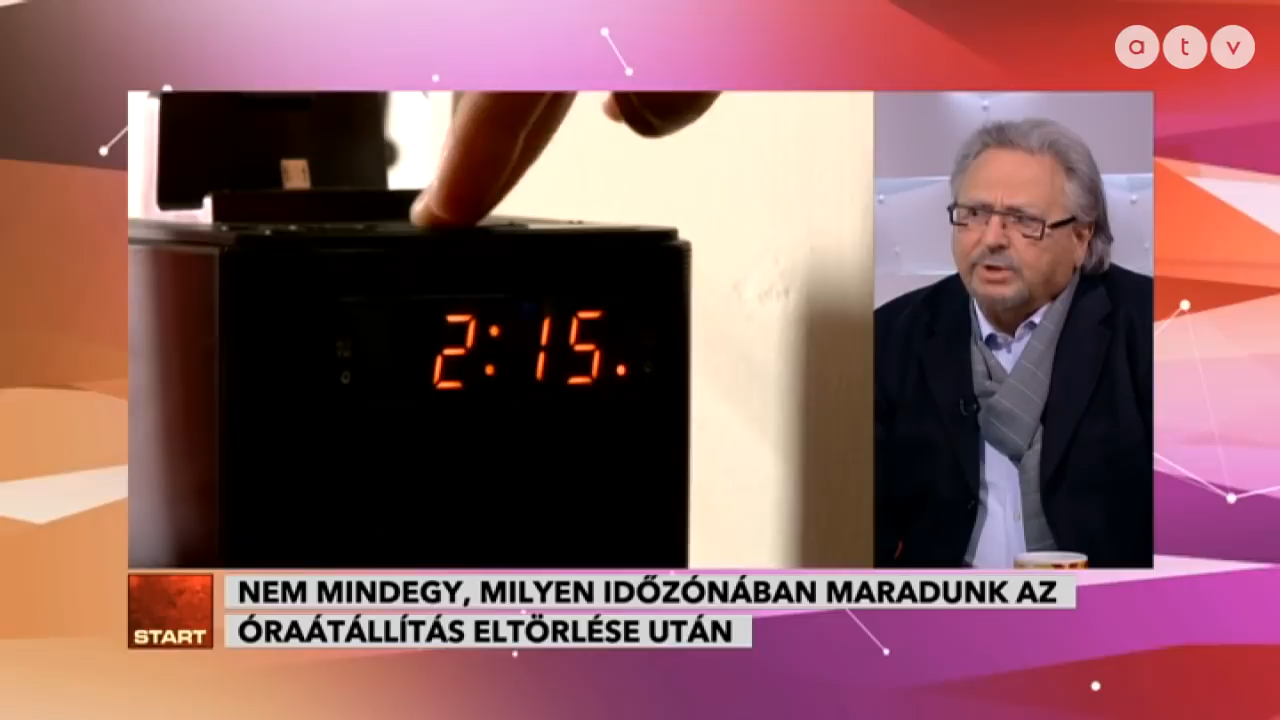 atv
2:15.
NEM MINDEGY, MILYEN IDŐZÓNÁBAN MARADUNK AZ
START
ÓRAÁTÁLLÍTÁS ELTÖRLÉSE UTÁN